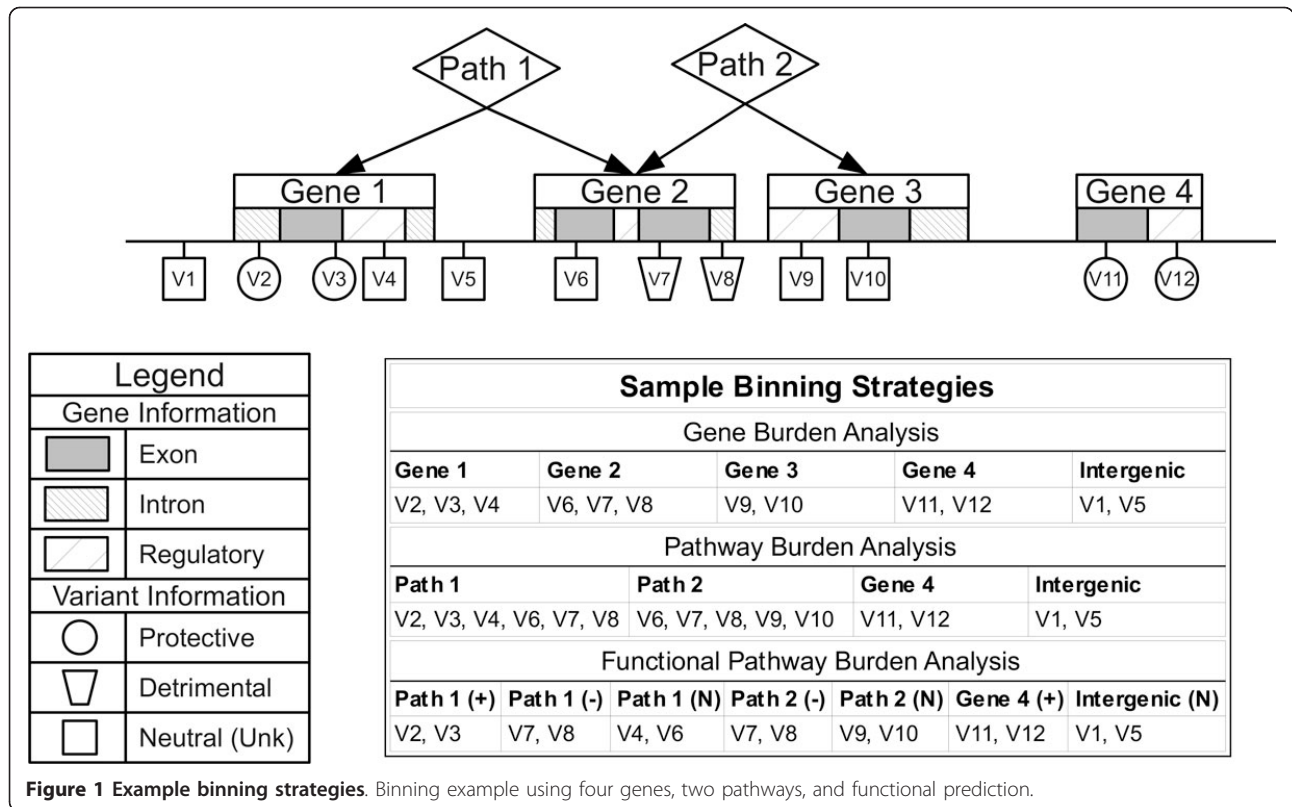 Path 1 Path 2
Gene 1 Gene 2 Gene 3 Gene 4
V1 V2 V3 V4 V5 V6 V7 V8 V9 V10 V11 V12
Legend
Gene Information
Exon
Intron
Regulatory
Variant Information
Protective
Detrimental
Neutral (Unk)
Sample Binning Strategies
Gene Burden Analysis
Gene 1 Gene 2 Gene 3 Gene 4 Intergenic
V2, V3, V4 V6, V7, V8 V9, V10 V11, V12 V1, V5
Pathway Burden Analysis
Path 1 Path 2 Gene 4 Intergenic
V2, V3, V4, V6, V7, V8 V6, V7, V8, V9, V10 V11, V12 V1, V5
Functional Pathway Burden Analysis
Path 1 (+) Path 1 (-) Path 1 (N) Path 2 (-) Path 2 (N) Gene 4 (+) Intergenic (N)
V2, V3 V7, V8 V4, V6 V7, V8 V9, V10 V11, V12 V1, V5
Figure 1 Example binning strategies. Binning example using four genes, two pathways, and functional prediction.